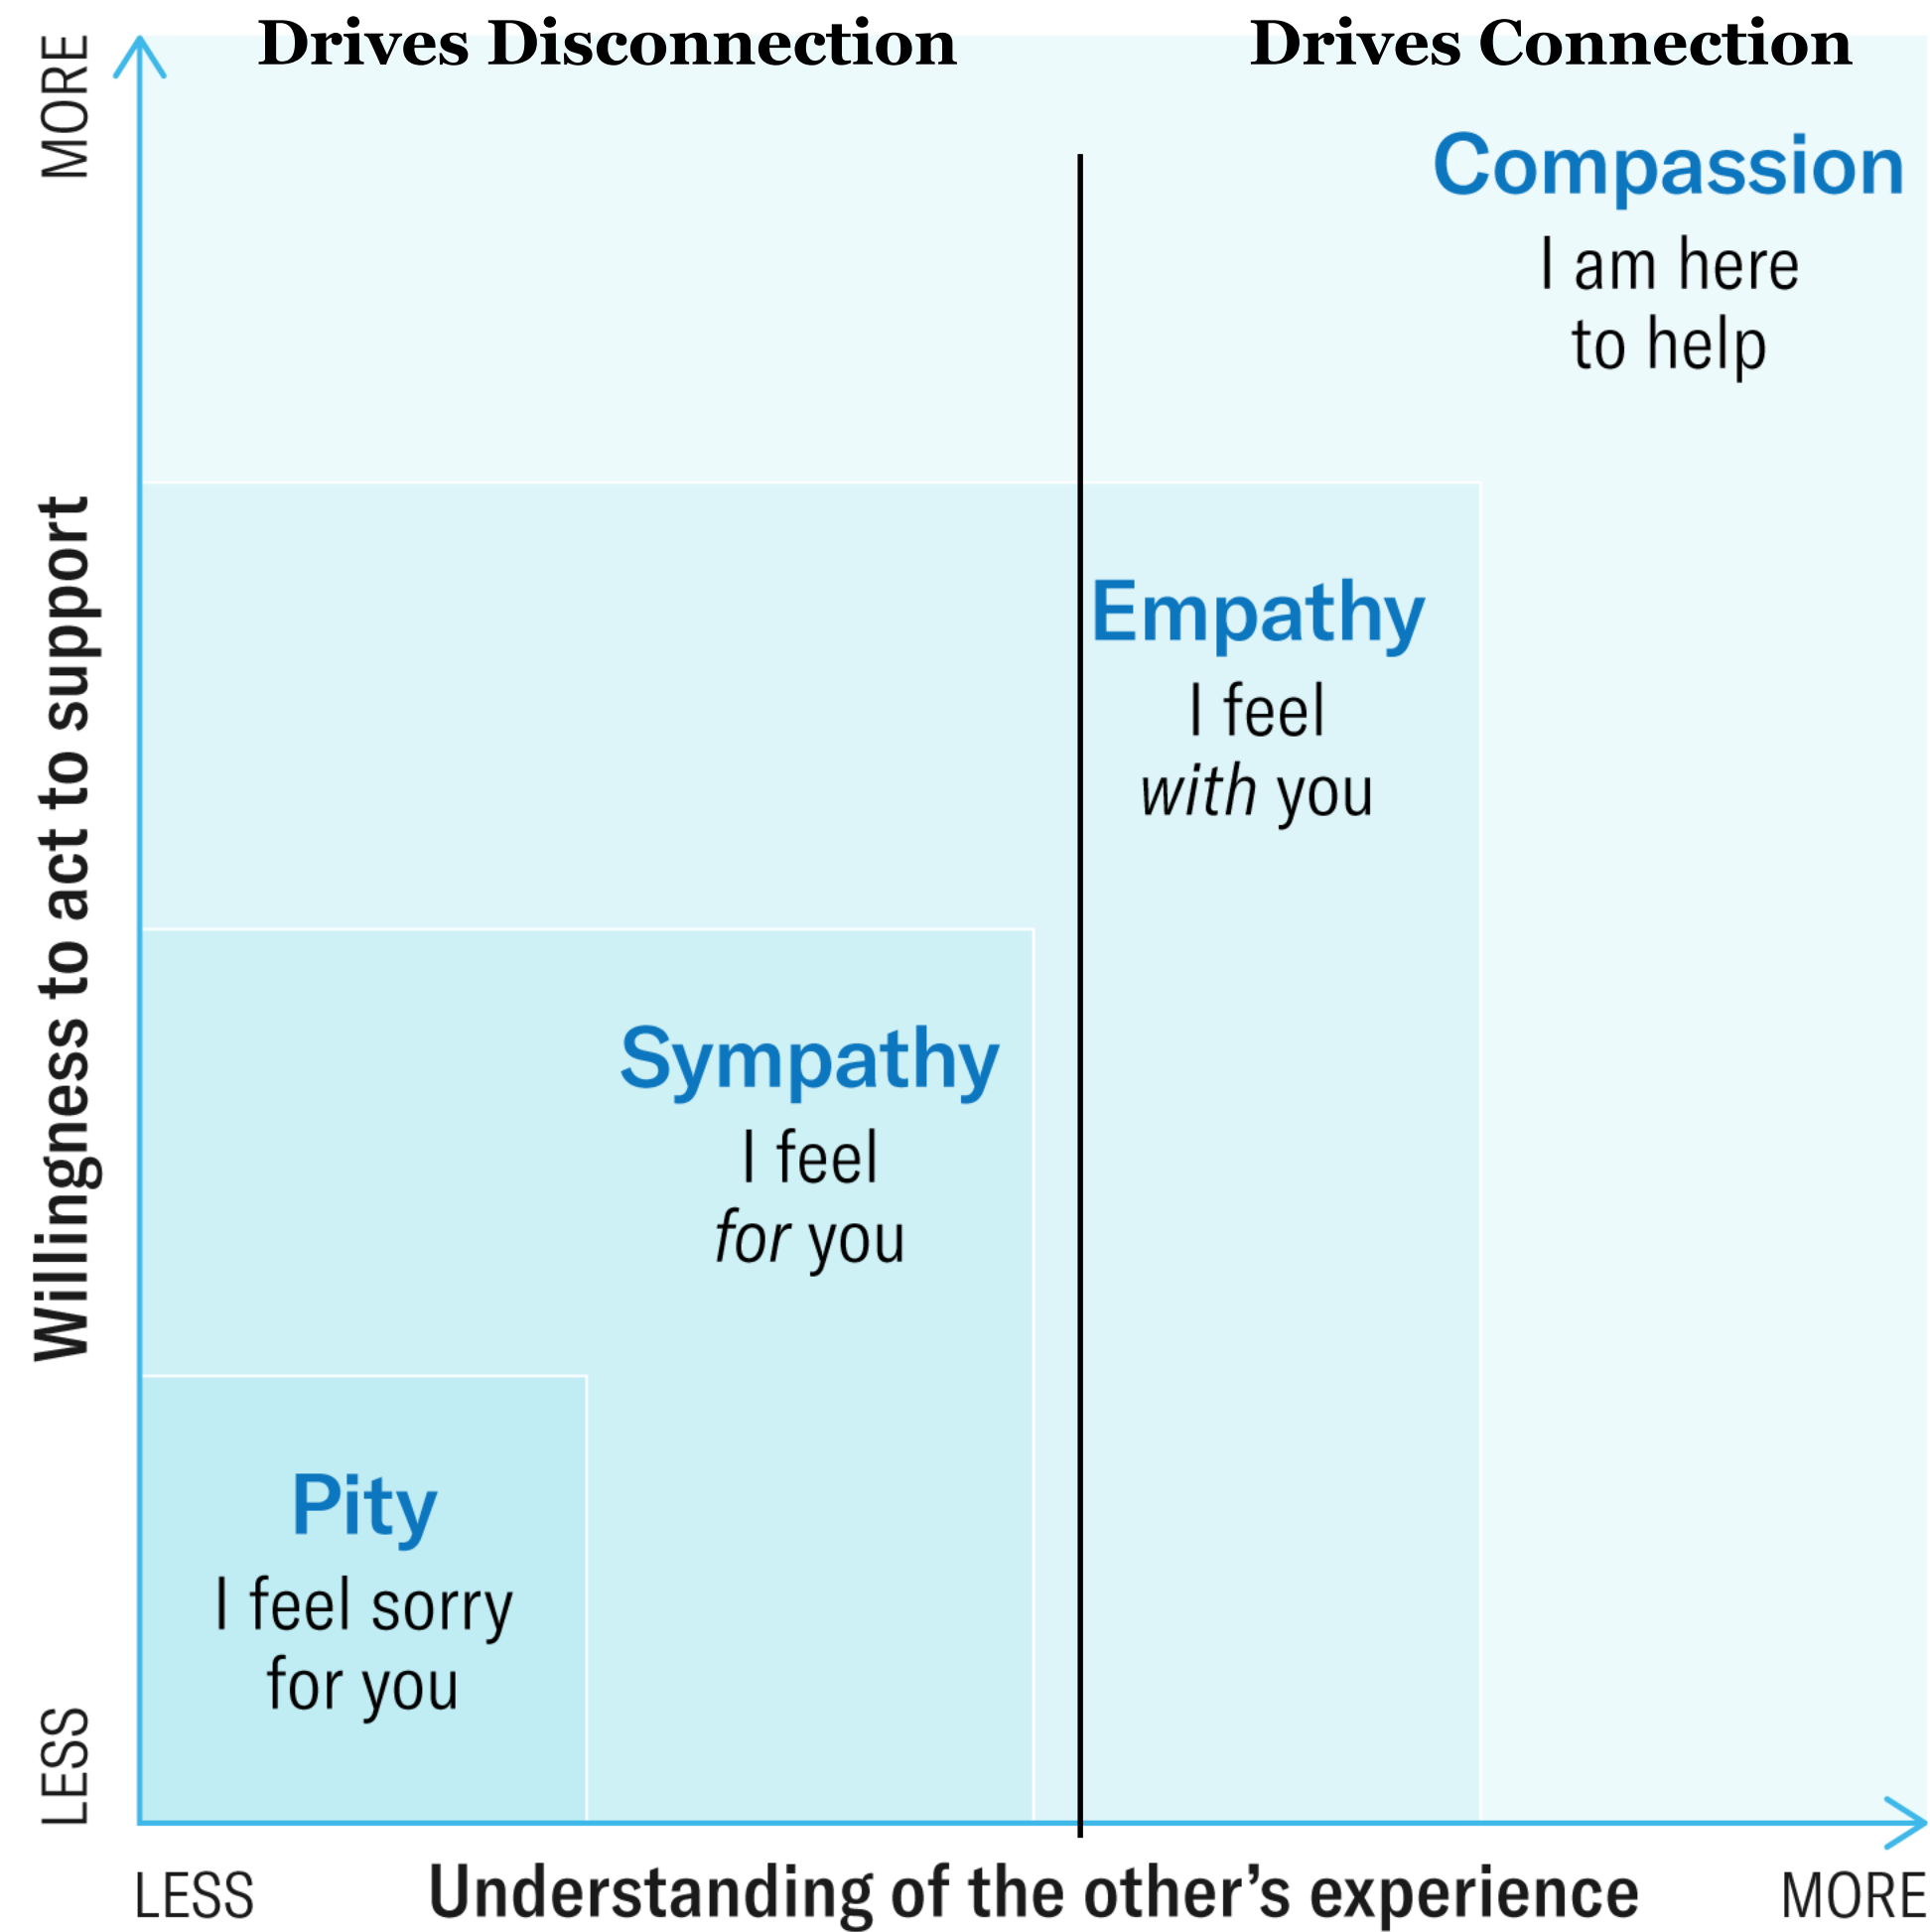 Drives Disconnection
Drives Connection
MORE
Willingness to act to support
LESS
Compassion
I am here
to help
Empathy
I feel
with you
Sympathy
I feel
for you
Pity
I feel sorry
for you
LESS
Understanding of the other’s experience
MORE